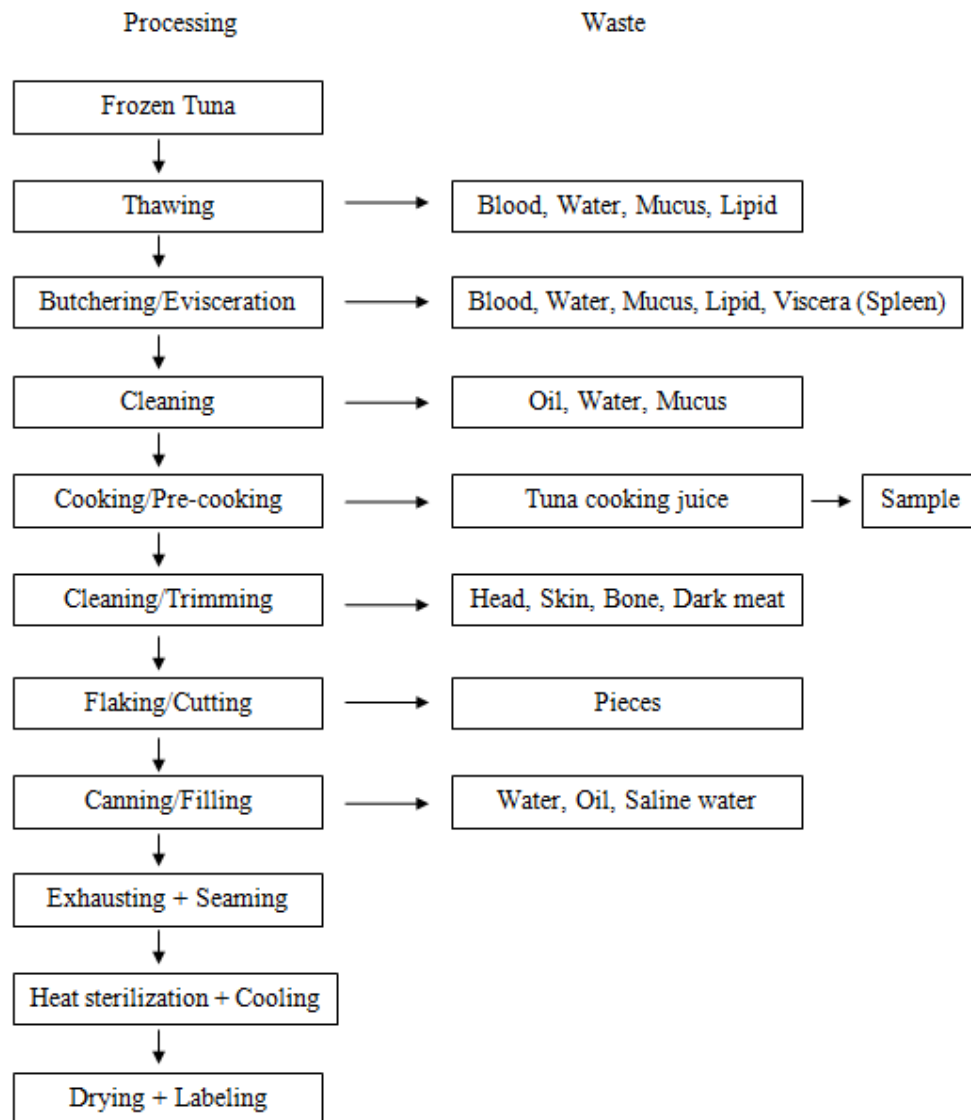 Processing
Waste
Frozen Tuna
Thawing
Blood, Water, Mucus, Lipid
Butchering/Evisceration
Blood, Water, Mucus, Lipid, Viscera (Spleen)
Cleaning
Oil, Water, Mucus
Cooking/Pre-cooking
Tuna cooking juice
Sample
Cleaning/Trimming
Head, Skin, Bone, Dark meat
Flaking/Cutting
Pieces
Canning/Filling
Water, Oil, Saline water
Exhausting + Seaming
Heat sterilization + Cooling
Drying + Labeling